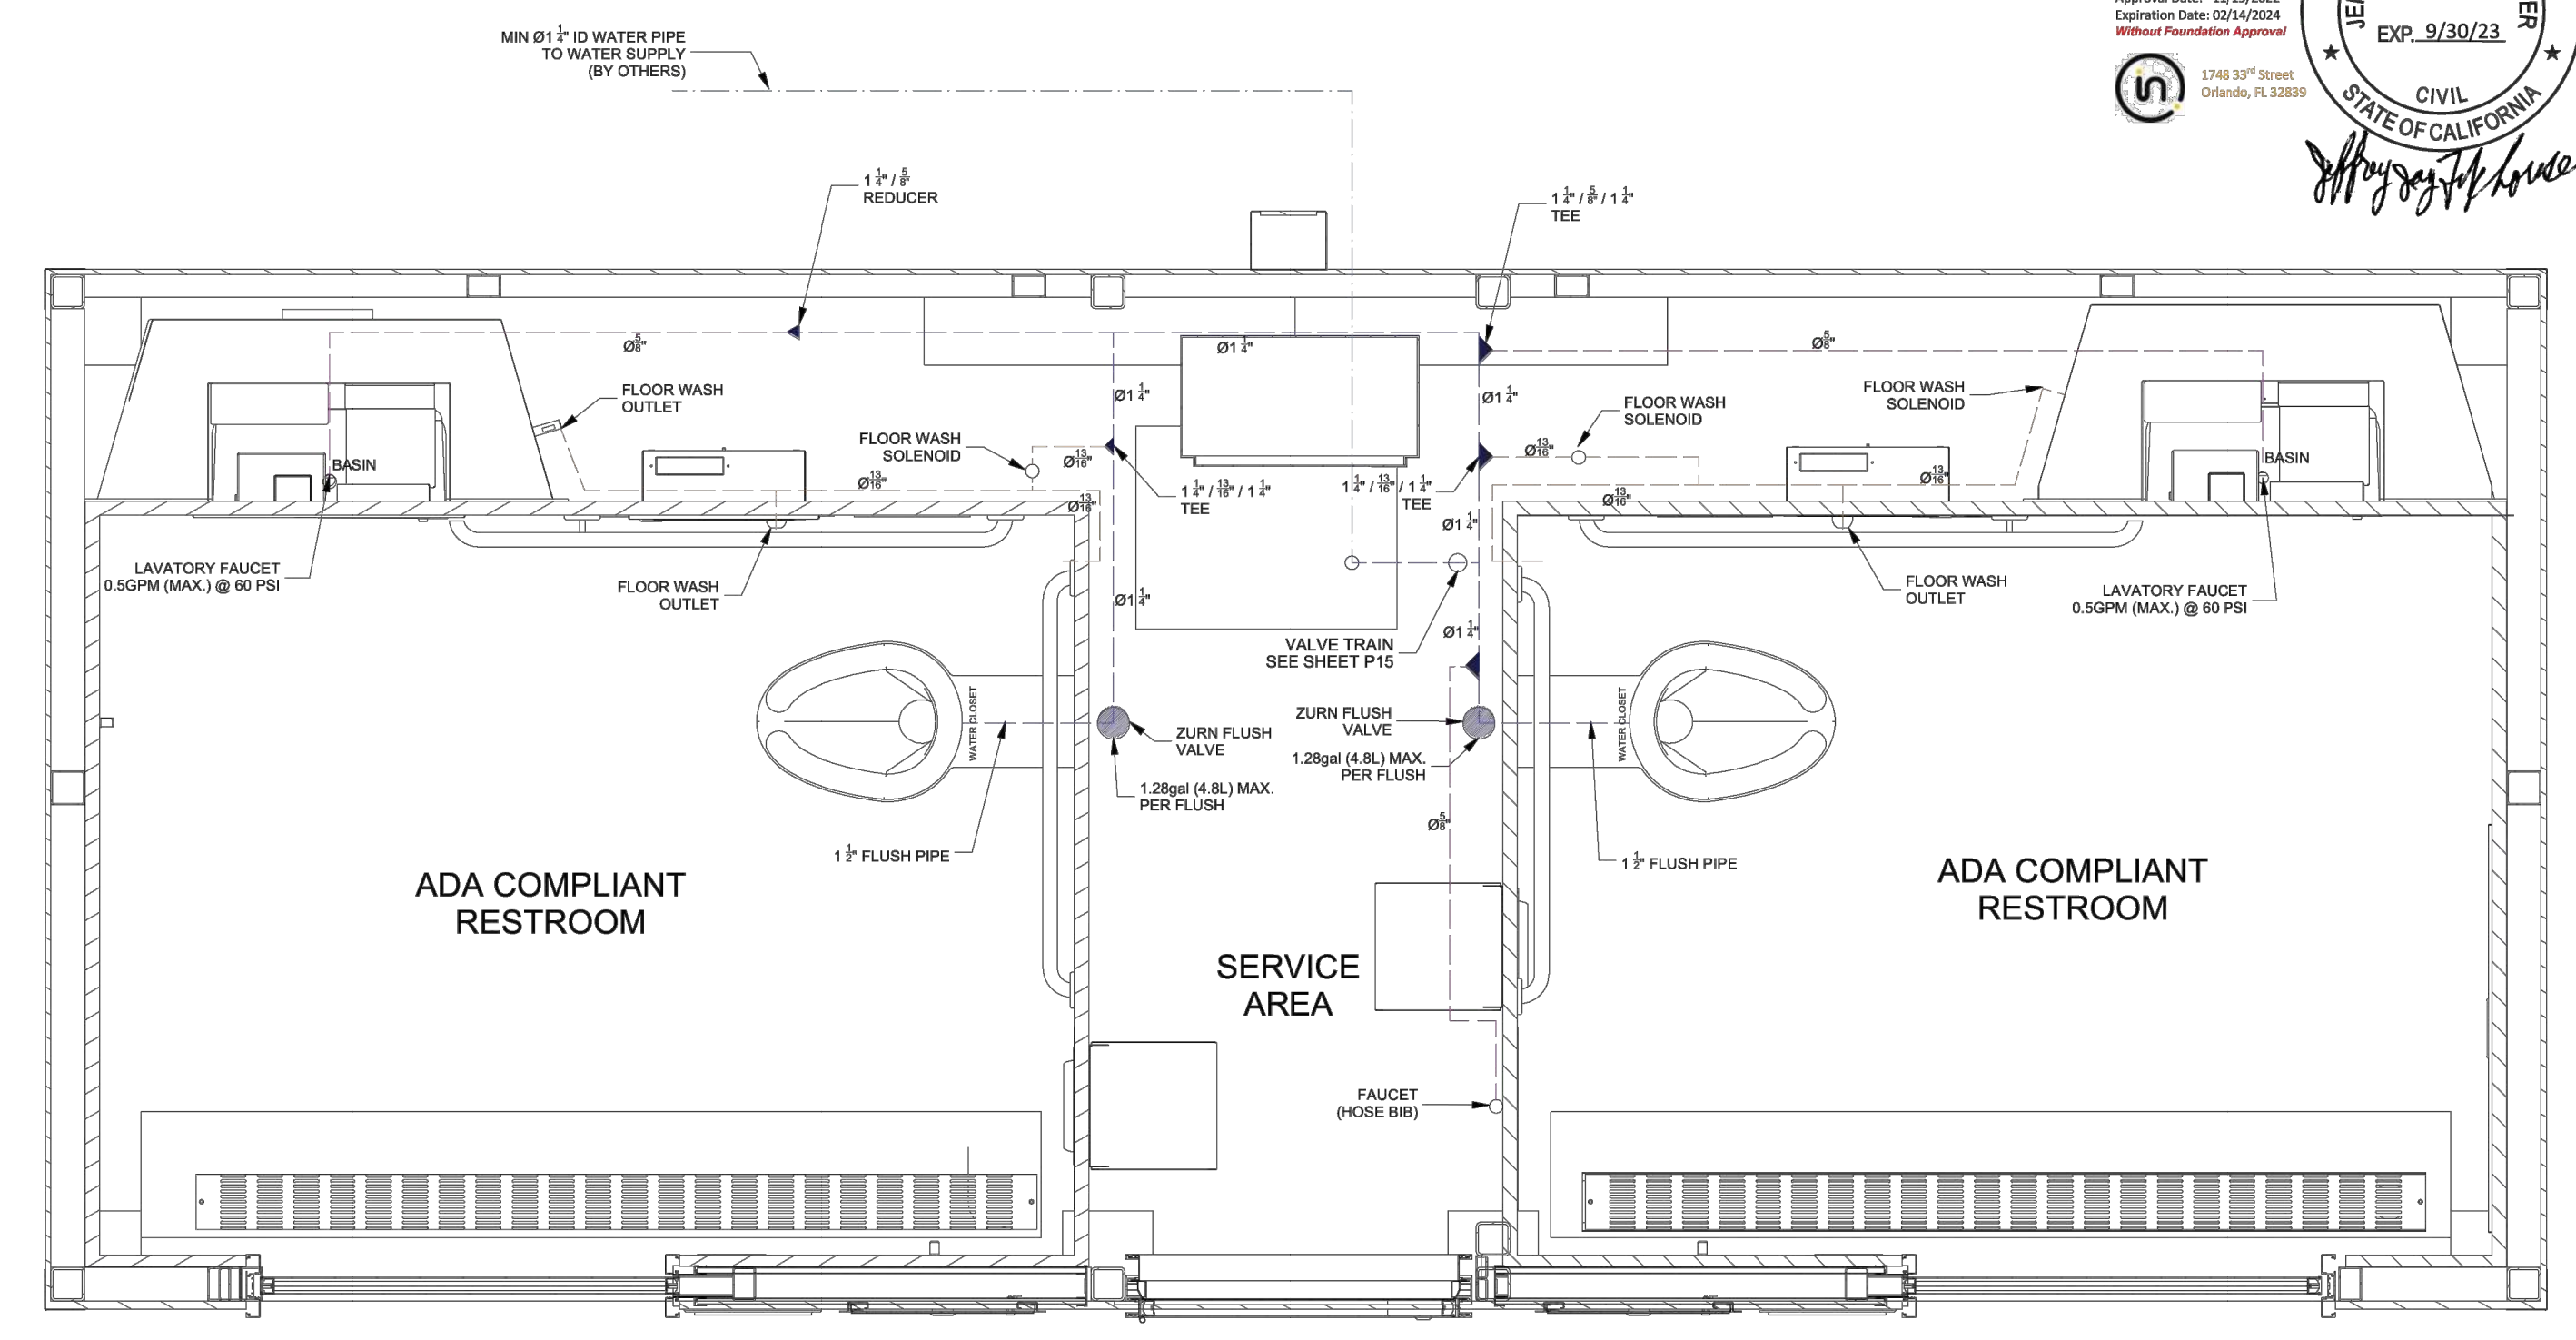 Approval Date: 11/15/2022
Expiration Date: 02/14/2024
Without Foundation Approval
in
1748 33rd Street
Orlando, FL 32839
EXP. 9/30/23
CIVIL
STATE OF CALIFORNIA
MIN Ø1 1/4" ID WATER PIPE
TO WATER SUPPLY
(BY OTHERS)
1 1/4" / 5/8"
REDUCER
1 1/4" / 5/8" / 1 1/4"
TEE
Ø5/8"
Ø1 1/4"
Ø5/8"
FLOOR WASH
OUTLET
Ø1 1/4"
Ø1 1/4"
FLOOR WASH
SOLENOID
FLOOR WASH
SOLENOID
FLOOR WASH
SOLENOID
BASIN
Ø13/16"
Ø13/16"
Ø13/16"
1 1/4" / 13/16" / 1 1/4"
TEE
1 1/4" / 13/16" / 1 1/4"
TEE
Ø13/16"
Ø13/16"
Ø13/16"
BASIN
Ø1 1/4"
LAVATORY FAUCET
0.5GPM (MAX.) @ 60 PSI
FLOOR WASH
OUTLET
Ø1 1/4"
FLOOR WASH
OUTLET
LAVATORY FAUCET
0.5GPM (MAX.) @ 60 PSI
Ø1 1/4"
VALVE TRAIN
SEE SHEET P15
WATER CLOSET
ZURN FLUSH
VALVE
ZURN FLUSH
VALVE
WATER CLOSET
1.28gal (4.8L) MAX.
PER FLUSH
1.28gal (4.8L) MAX.
PER FLUSH
Ø5/8"
1 1/2" FLUSH PIPE
1 1/2" FLUSH PIPE
ADA COMPLIANT
RESTROOM
SERVICE
AREA
ADA COMPLIANT
RESTROOM
FAUCET
(HOSE BIB)